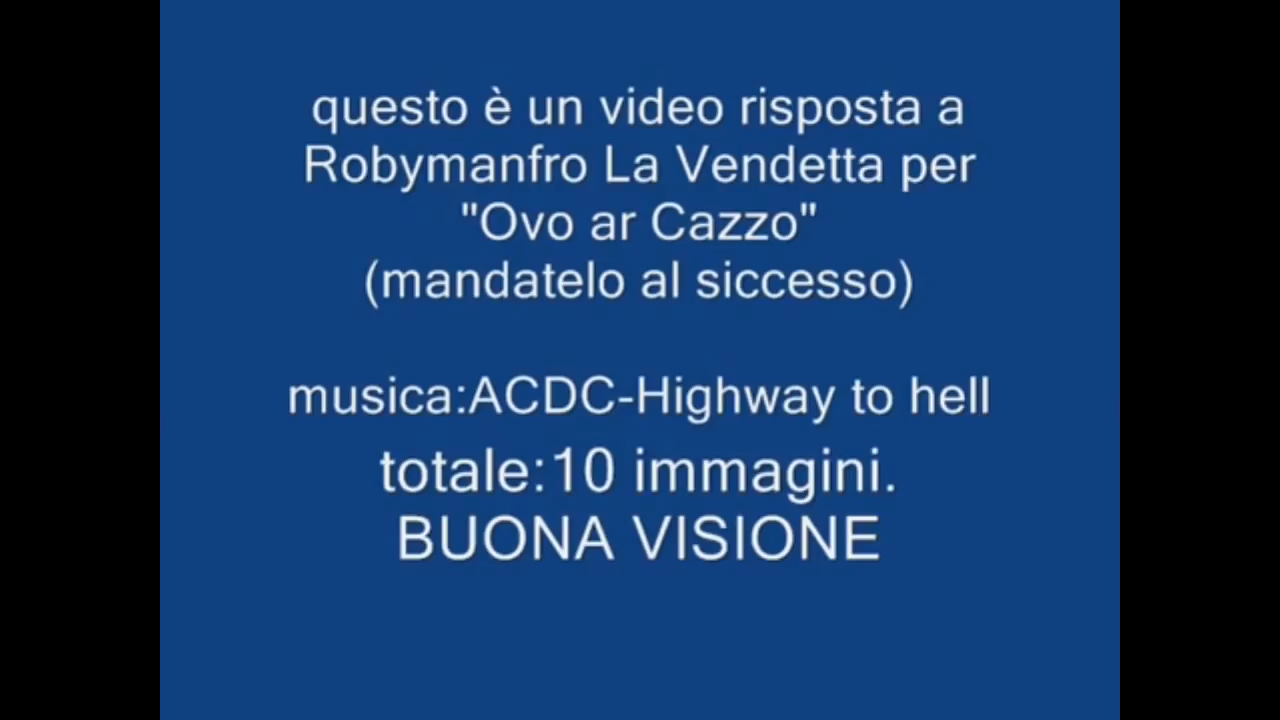 questo è un video risposta a
Robymanfro La Vendetta per
"Ovo ar Cazzo"
(mandatelo al siccesso)
musica:ACDC-Highway to hell
totale:10 immagini.
BUONA VISIONE